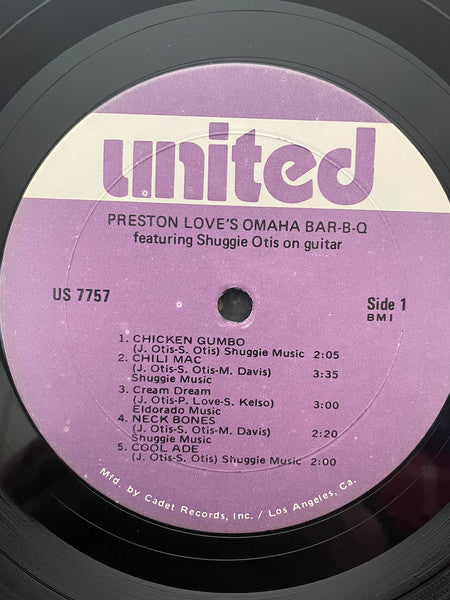 united
PRESTON LOVE'S OMAHA BAR-B-Q
featuring Shuggie Otis on guitar
US 7757
Side 1
BMI
1. CHICKEN GUMBO
(J. Otis-S. Otis) Shuggie Music 2:05
2. CHILI MAC
(J. Otis-S. Otis-M. Davis)
Shuggie Music 3:35
3. Cream Dream
(J. Otis-P. Love-S. Kelso)
Eldorado Music 3:00
4. NECK BONES
(J. Otis-S. Otis-M. Davis)
Shuggie Music 2:20
5. COOL ADE
(J. Otis-S. Otis) Shuggie Music 2:00
Mfd. by Cadet Records, Inc. / Los Angeles, Ca.